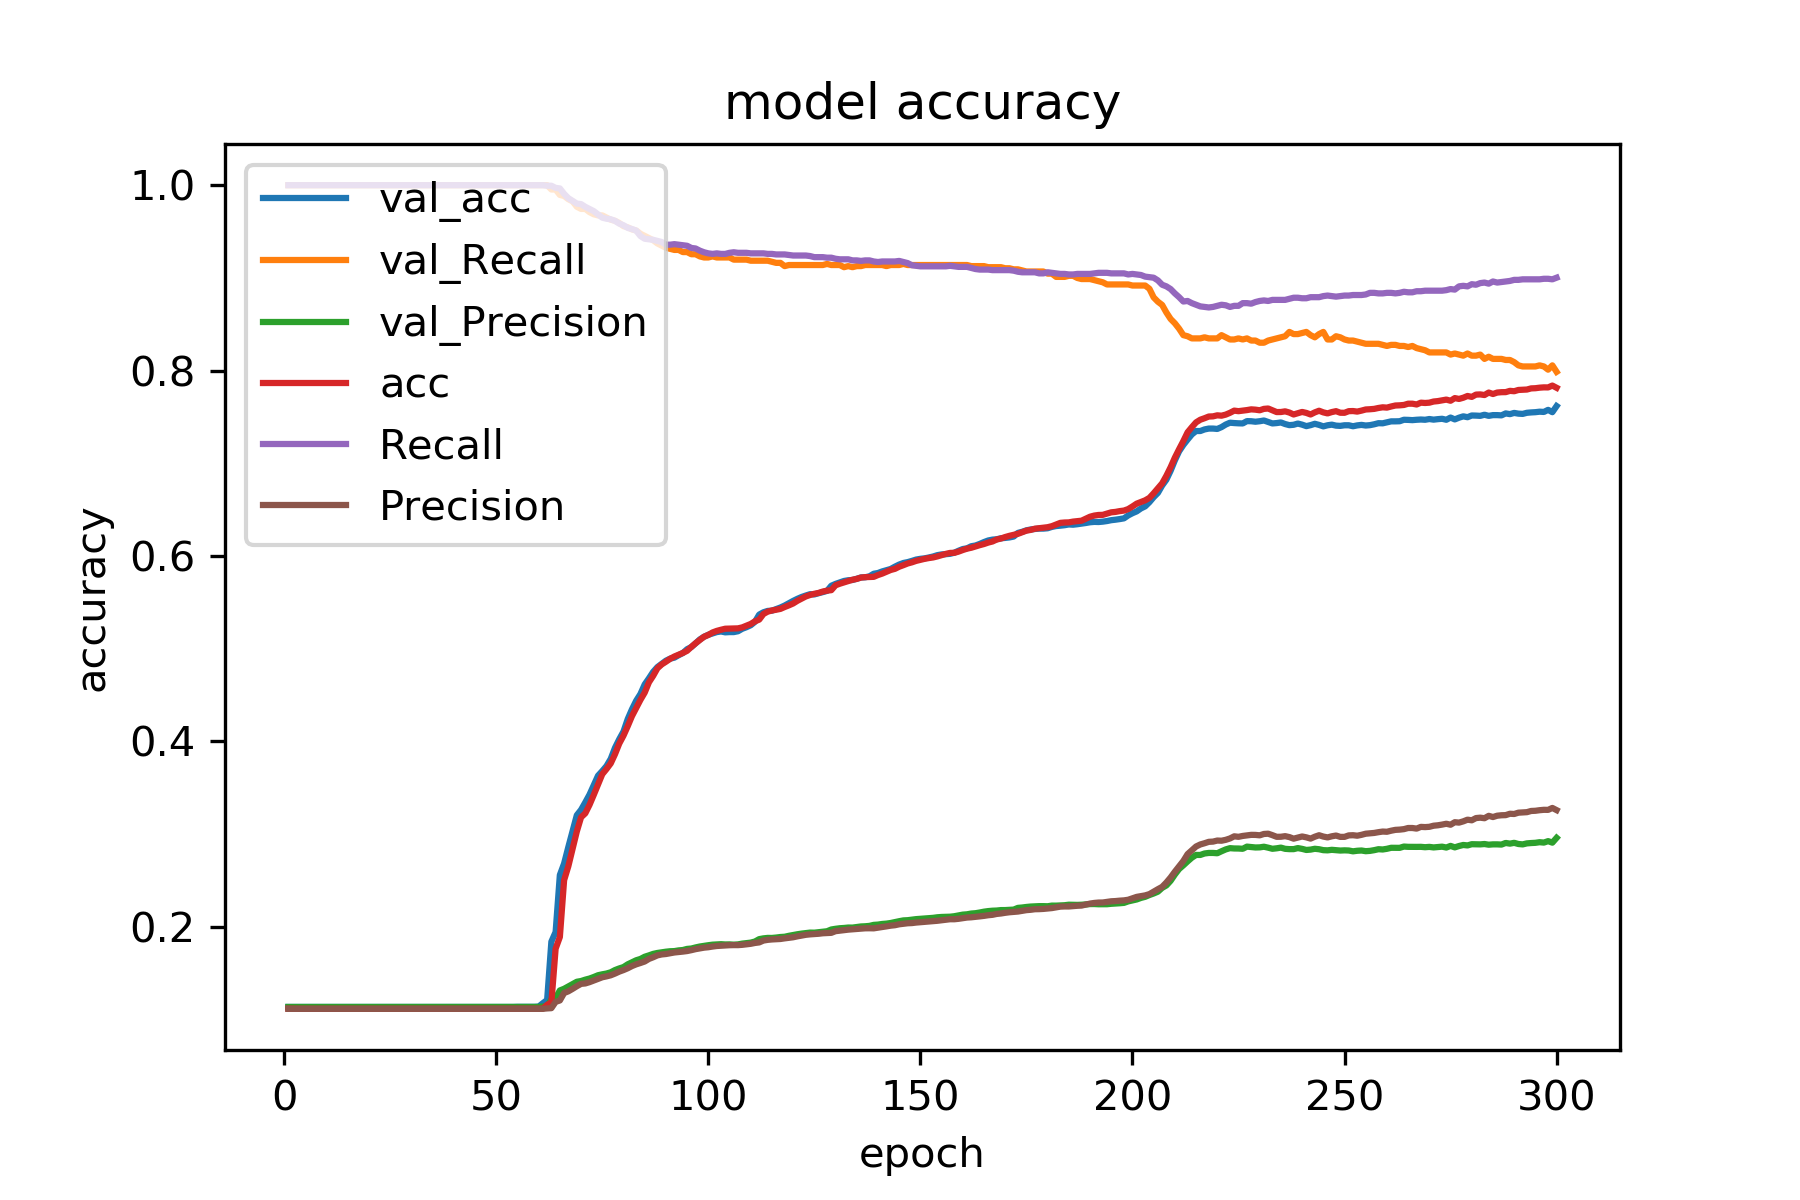 model accuracy
accuracy
1.0
0.8
0.6
0.4
0.2
val_acc
val_Recall
val_Precision
acc
Recall
Precision
0 50 100 150 200 250 300
epoch